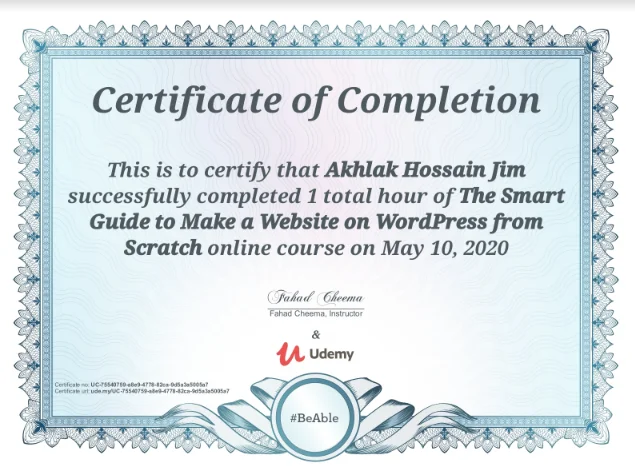 Certificate of Completion
This is to certify that Akhlak Hossain Jim
successfully completed 1 total hour of The Smart
Guide to Make a Website on WordPress from
Scratch online course on May 10, 2020
Fahad Cheema
Fahad Cheema, Instructor
&
Udemy
Certificate no: UC-75540759-a8e9-4778-82ca-9d5a3e5005a7
Certificate url: ude.my/UC-75540759-a8e9-4778-82ca-9d5a3e5005a7
#BeAble